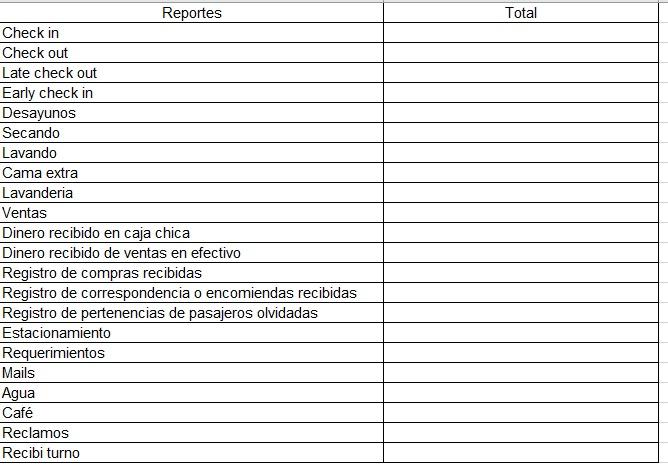 Reportes Total
Check in
Check out
Late check out
Early check in
Desayunos
Secando
Lavando
Cama extra
Lavanderia
Ventas
Dinero recibido en caja chica
Dinero recibido de ventas en efectivo
Registro de compras recibidas
Registro de correspondencia o encomiendas recibidas
Registro de pertenencias de pasajeros olvidadas
Estacionamiento
Requerimientos
Mails
Agua
Café
Reclamos
Recibi turno